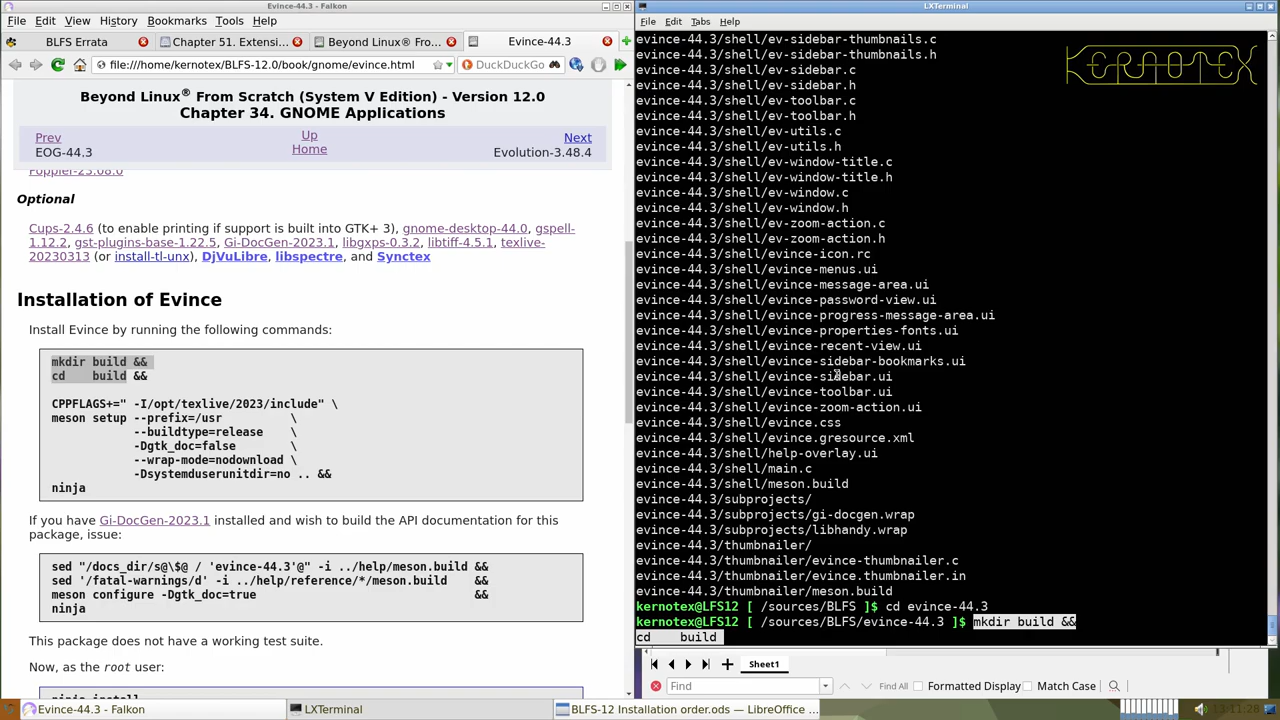 Evince-44.3 - Falkon
File Edit View History Bookmarks Tools Help
BLFS Errata
Chapter 51. Extensi...
Beyond Linux® Fro...
Evince-44.3
file:///home/kernotex/BLFS-12.0/book/gnome/evince.html
DuckDuckGo
Beyond Linux® From Scratch (System V Edition) - Version 12.0
Chapter 34. GNOME Applications
Prev Up Next
EOG-44.3 Home Evolution-3.48.4
Poppler-23.08.0
Optional
Cups-2.4.6 (to enable printing if support is built into GTK+ 3), gnome-desktop-44.0, gspell-
1.12.2, gst-plugins-base-1.22.5, Gi-DocGen-2023.1, libgxps-0.3.2, libtiff-4.5.1, texlive-
20230313 (or install-tl-unx), DjVuLibre, libspectre, and Synctex
Installation of Evince
Install Evince by running the following commands:
mkdir build &&
cd    build &&
CPPFLAGS+=" -I/opt/texlive/2023/include" \
meson setup --prefix=/usr          \
            --buildtype=release    \
            -Dgtk_doc=false        \
            --wrap-mode=nodownload \
            -Dsystemduserunitdir=no .. &&
ninja
If you have Gi-DocGen-2023.1 installed and wish to build the API documentation for this
package, issue:
sed "/docs_dir/s@\$@ / 'evince-44.3'@" -i ../help/meson.build &&
sed '/fatal-warnings/d' -i ../help/reference/*/meson.build    &&
meson configure -Dgtk_doc=true                                &&
ninja
This package does not have a working test suite.
Now, as the root user:
ninja install
LXTerminal
File Edit Tabs Help
KERNOTEX
evince-44.3/shell/ev-sidebar-thumbnails.c
evince-44.3/shell/ev-sidebar-thumbnails.h
evince-44.3/shell/ev-sidebar.c
evince-44.3/shell/ev-sidebar.h
evince-44.3/shell/ev-toolbar.c
evince-44.3/shell/ev-toolbar.h
evince-44.3/shell/ev-utils.c
evince-44.3/shell/ev-utils.h
evince-44.3/shell/ev-window-title.c
evince-44.3/shell/ev-window-title.h
evince-44.3/shell/ev-window.c
evince-44.3/shell/ev-window.h
evince-44.3/shell/ev-zoom-action.c
evince-44.3/shell/ev-zoom-action.h
evince-44.3/shell/evince-icon.rc
evince-44.3/shell/evince-menus.ui
evince-44.3/shell/evince-message-area.ui
evince-44.3/shell/evince-password-view.ui
evince-44.3/shell/evince-progress-message-area.ui
evince-44.3/shell/evince-properties-fonts.ui
evince-44.3/shell/evince-recent-view.ui
evince-44.3/shell/evince-sidebar-bookmarks.ui
evince-44.3/shell/evince-sidebar.ui
evince-44.3/shell/evince-toolbar.ui
evince-44.3/shell/evince-zoom-action.ui
evince-44.3/shell/evince.css
evince-44.3/shell/evince.gresource.xml
evince-44.3/shell/help-overlay.ui
evince-44.3/shell/main.c
evince-44.3/shell/meson.build
evince-44.3/subprojects/
evince-44.3/subprojects/gi-docgen.wrap
evince-44.3/subprojects/libhandy.wrap
evince-44.3/thumbnailer/
evince-44.3/thumbnailer/evince-thumbnailer.c
evince-44.3/thumbnailer/evince.thumbnailer.in
evince-44.3/thumbnailer/meson.build
kernotex@LFS12 [ /sources/BLFS ]$ cd evince-44.3
kernotex@LFS12 [ /sources/BLFS/evince-44.3 ]$ mkdir build &&
cd    build
Sheet1
Find Find All Formatted Display Match Case
Evince-44.3 - Falkon
LXTerminal
BLFS-12 Installation order.ods — LibreOffice ...
13:11:28